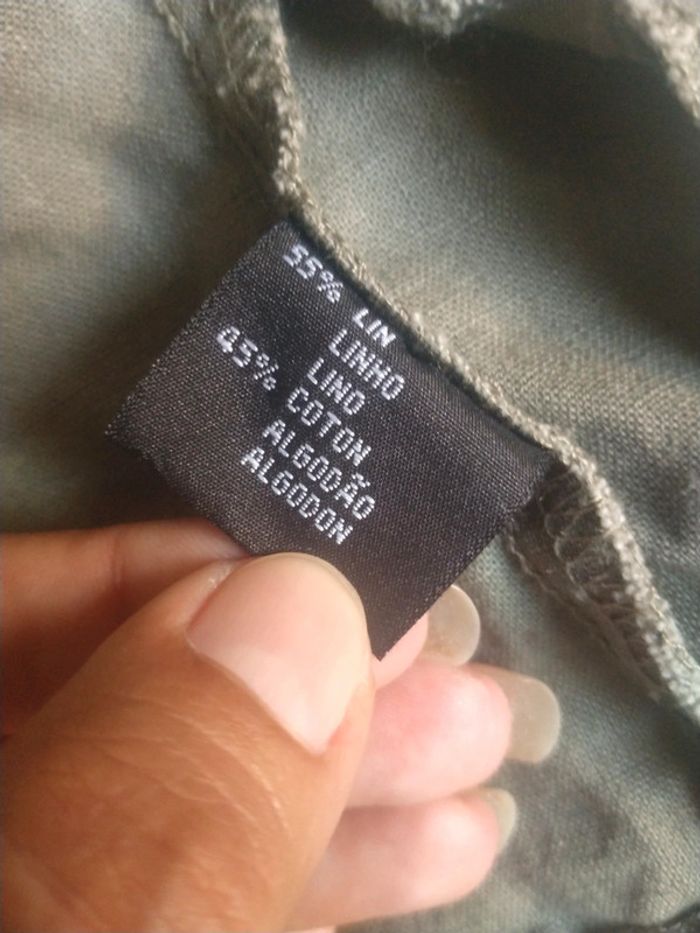 55% LIN
LINHO
LINO
45% COTON
ALGODÃO
ALGODON